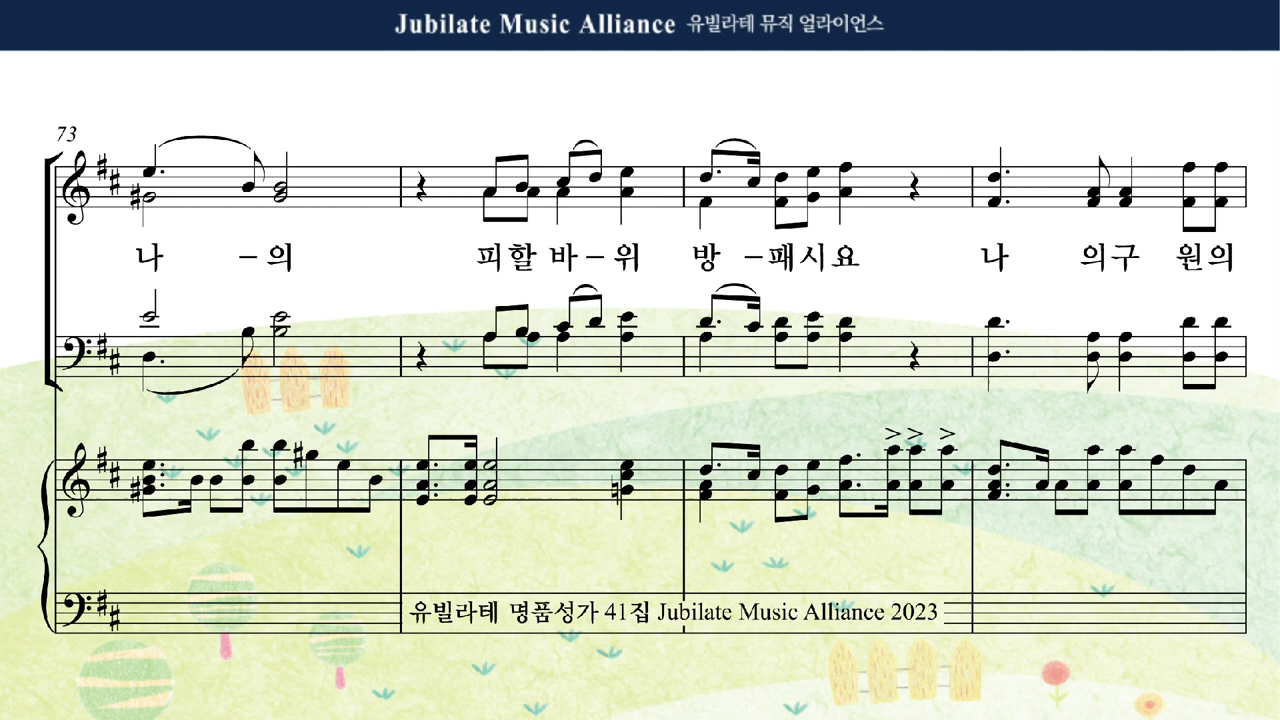 Jubilate Music Alliance 유빌라테 뮤직 얼라이언스
73
나 – 의 피할 바 – 위 방 – 패시요 나 의구 원의
유빌라테 명품성가 41집 Jubilate Music Alliance 2023